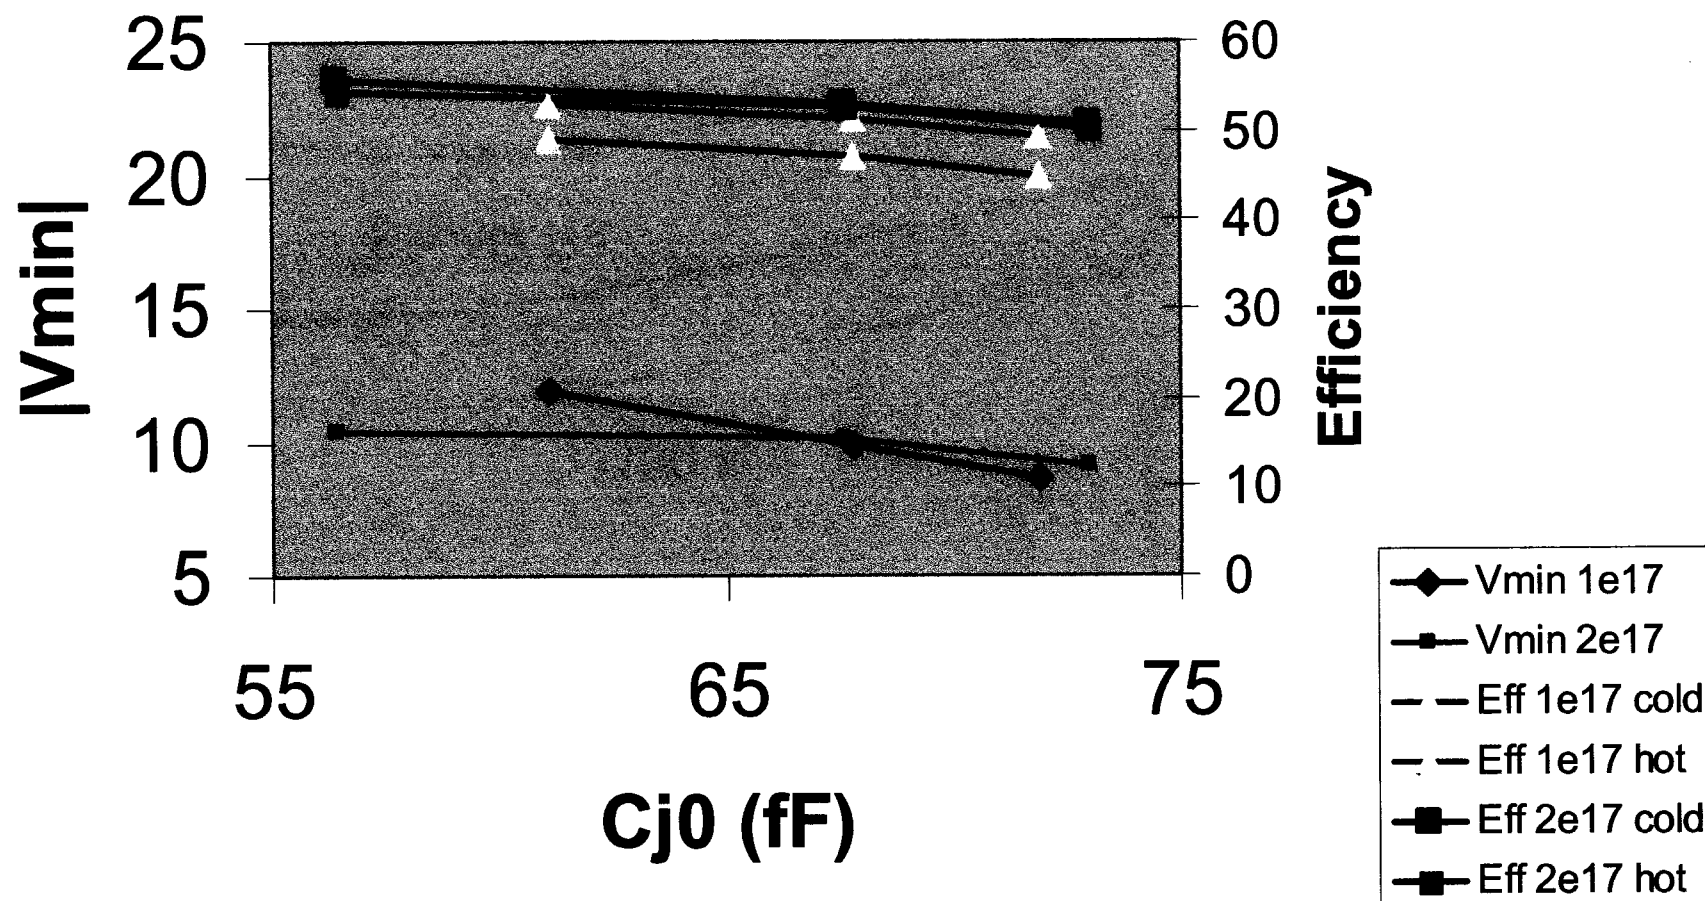 25
20
15
10
5
|Vmin|
60
50
40
30
20
10
0
Efficiency
55
65
75
Cj0 (fF)
Vmin 1e17
Vmin 2e17
Eff 1e17 cold
Eff 1e17 hot
Eff 2e17 cold
Eff 2e17 hot